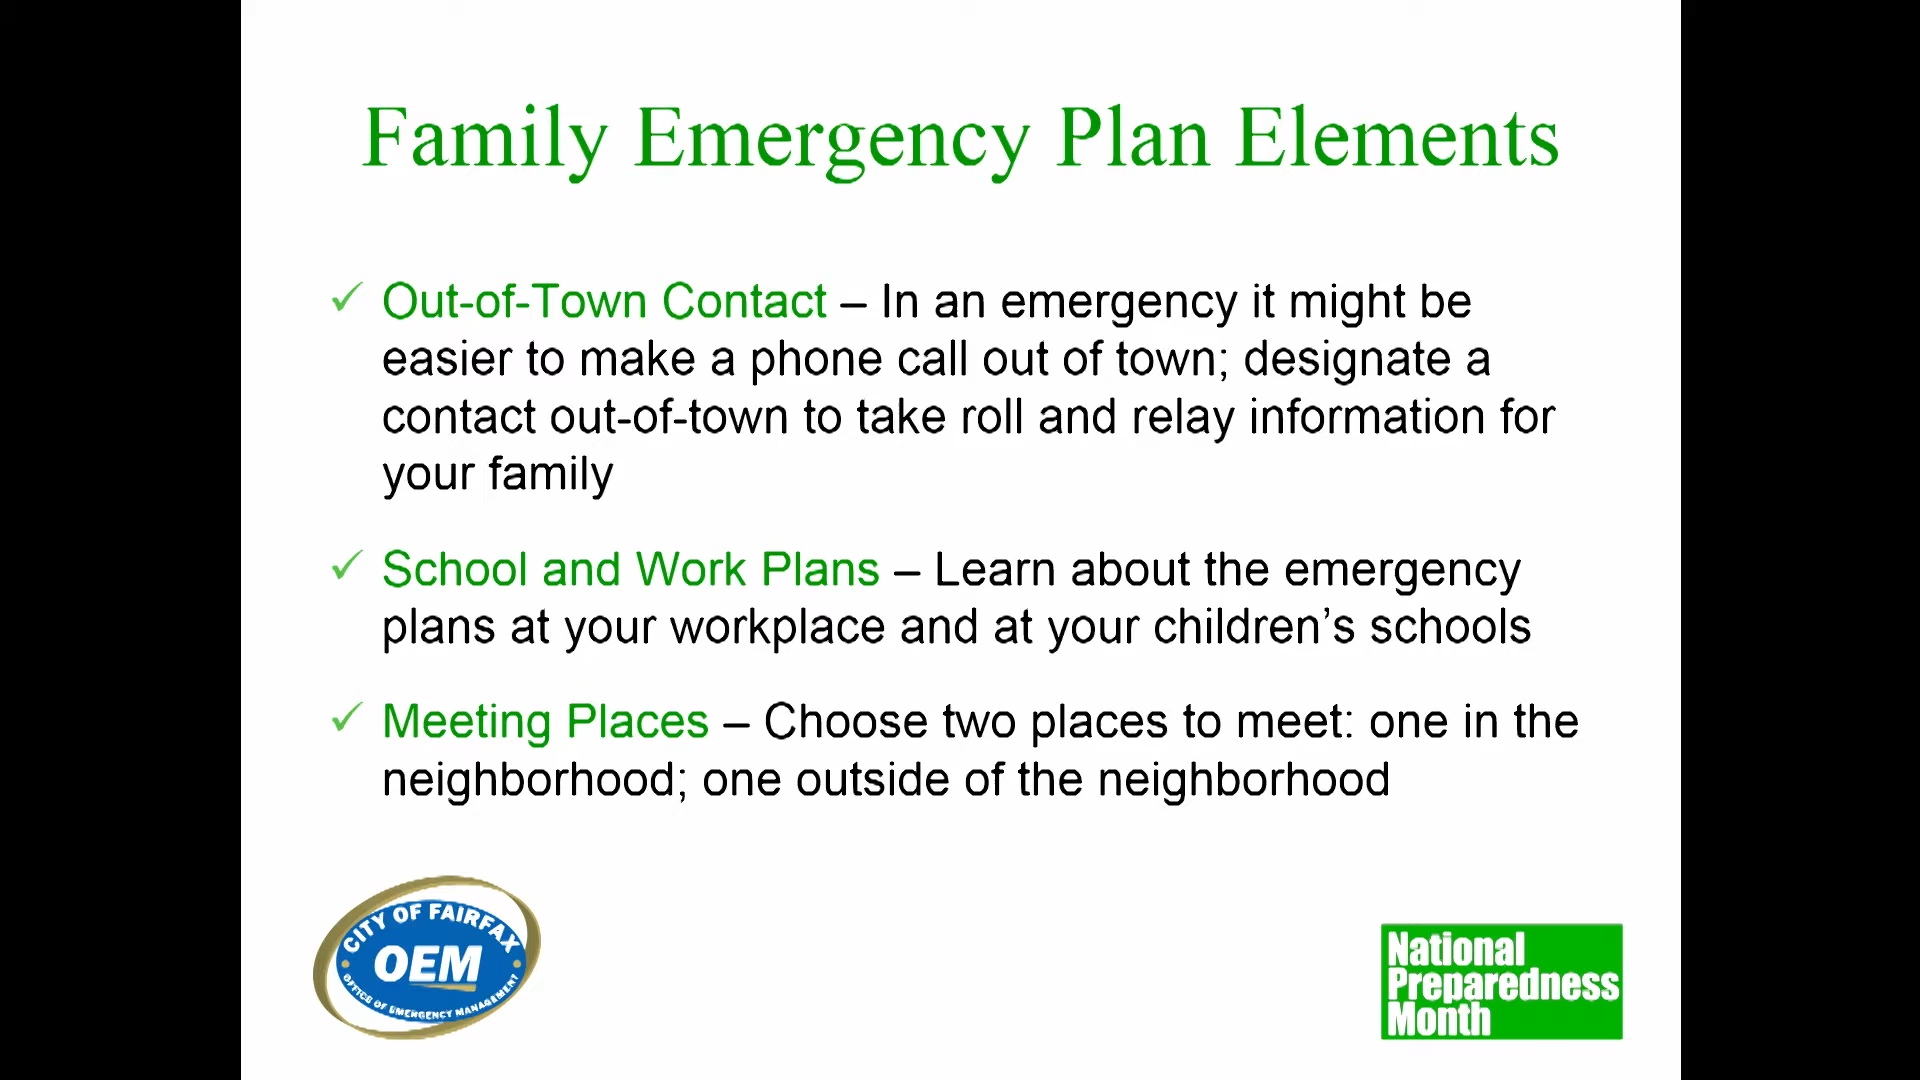 Family Emergency Plan Elements
✓ Out-of-Town Contact – In an emergency it might be
easier to make a phone call out of town; designate a
contact out-of-town to take roll and relay information for
your family
✓ School and Work Plans – Learn about the emergency
plans at your workplace and at your children’s schools
✓ Meeting Places – Choose two places to meet: one in the
neighborhood; one outside of the neighborhood
CITY OF FAIRFAX
OEM
OFFICE OF EMERGENCY MANAGEMENT
National
Preparedness
Month